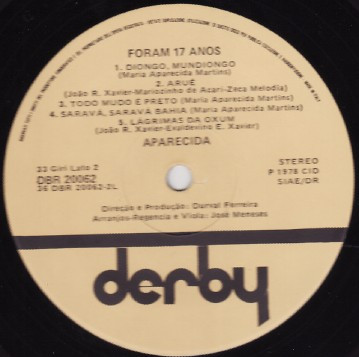 FORAM 17 ANOS
1. DIONGO, MUNDIONGO
(Maria Aparecida Martins)
2. ARUÊ
(João R. Xavier-Mariozinho de Acari-Zeca Melodia)
3. TODO MUDO É PRETO (Maria Aparecida Martins)
4. SARAVÁ, SARAVÁ BAHIA (Maria Aparecida Martins)
5. LÁGRIMAS DA OXUM
(João R. Xavier-Evaldevino E. Xavier)
APARECIDA
33 Giri Lato 2
DBR 20062
36 DBR 20062-2L
STEREO
P 1978 CID
SIAE/DR
Direção e Produção: Durval Ferreira
Arranjos-Regencia e Viola: José Meneses
derby